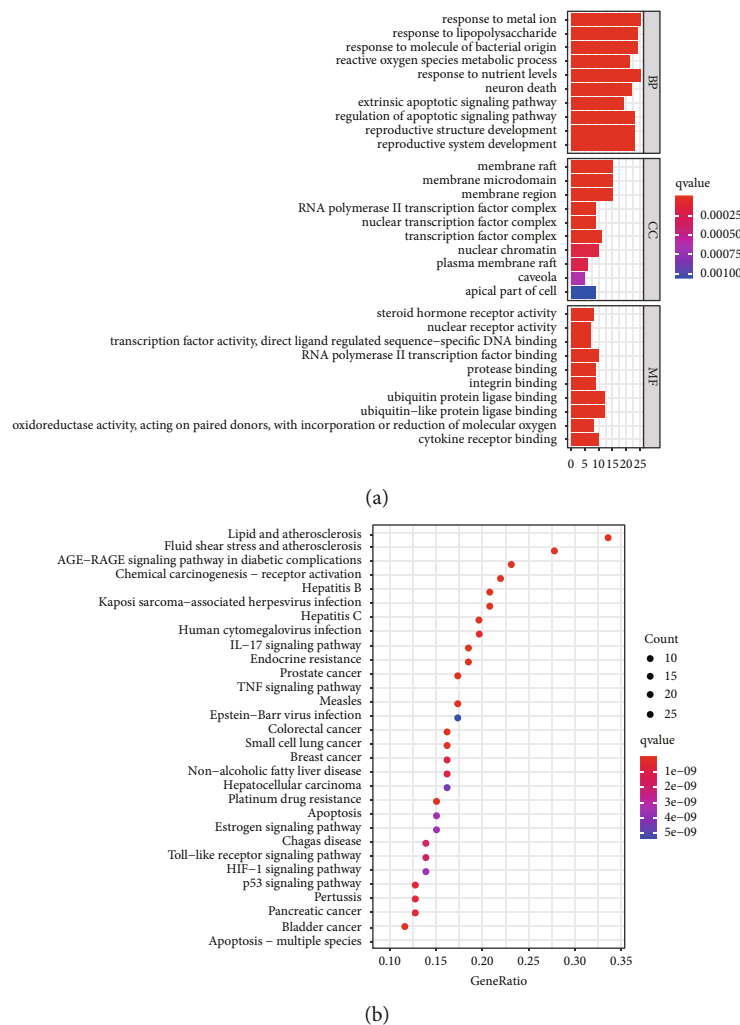 response to metal ion
response to lipopolysaccharide
response to molecule of bacterial origin
reactive oxygen species metabolic process
response to nutrient levels
neuron death
extrinsic apoptotic signaling pathway
regulation of apoptotic signaling pathway
reproductive structure development
reproductive system development
BP
membrane raft
membrane microdomain
membrane region
RNA polymerase II transcription factor complex
nuclear transcription factor complex
transcription factor complex
nuclear chromatin
plasma membrane raft
caveola
apical part of cell
CC
steroid hormone receptor activity
nuclear receptor activity
transcription factor activity, direct ligand regulated sequence−specific DNA binding
RNA polymerase II transcription factor binding
protease binding
integrin binding
ubiquitin protein ligase binding
ubiquitin−like protein ligase binding
oxidoreductase activity, acting on paired donors, with incorporation or reduction of molecular oxygen
cytokine receptor binding
MF
0 5 10 15 20 25
qvalue
0.00025
0.00050
0.00075
0.00100
(a)
Lipid and atherosclerosis
Fluid shear stress and atherosclerosis
AGE−RAGE signaling pathway in diabetic complications
Chemical carcinogenesis − receptor activation
Hepatitis B
Kaposi sarcoma−associated herpesvirus infection
Hepatitis C
Human cytomegalovirus infection
IL−17 signaling pathway
Endocrine resistance
Prostate cancer
TNF signaling pathway
Measles
Epstein−Barr virus infection
Colorectal cancer
Small cell lung cancer
Breast cancer
Non−alcoholic fatty liver disease
Hepatocellular carcinoma
Platinum drug resistance
Apoptosis
Estrogen signaling pathway
Chagas disease
Toll−like receptor signaling pathway
HIF−1 signaling pathway
p53 signaling pathway
Pertussis
Pancreatic cancer
Bladder cancer
Apoptosis − multiple species
0.10 0.15 0.20 0.25 0.30 0.35
GeneRatio
Count
10
15
20
25
qvalue
1e−09
2e−09
3e−09
4e−09
5e−09
(b)